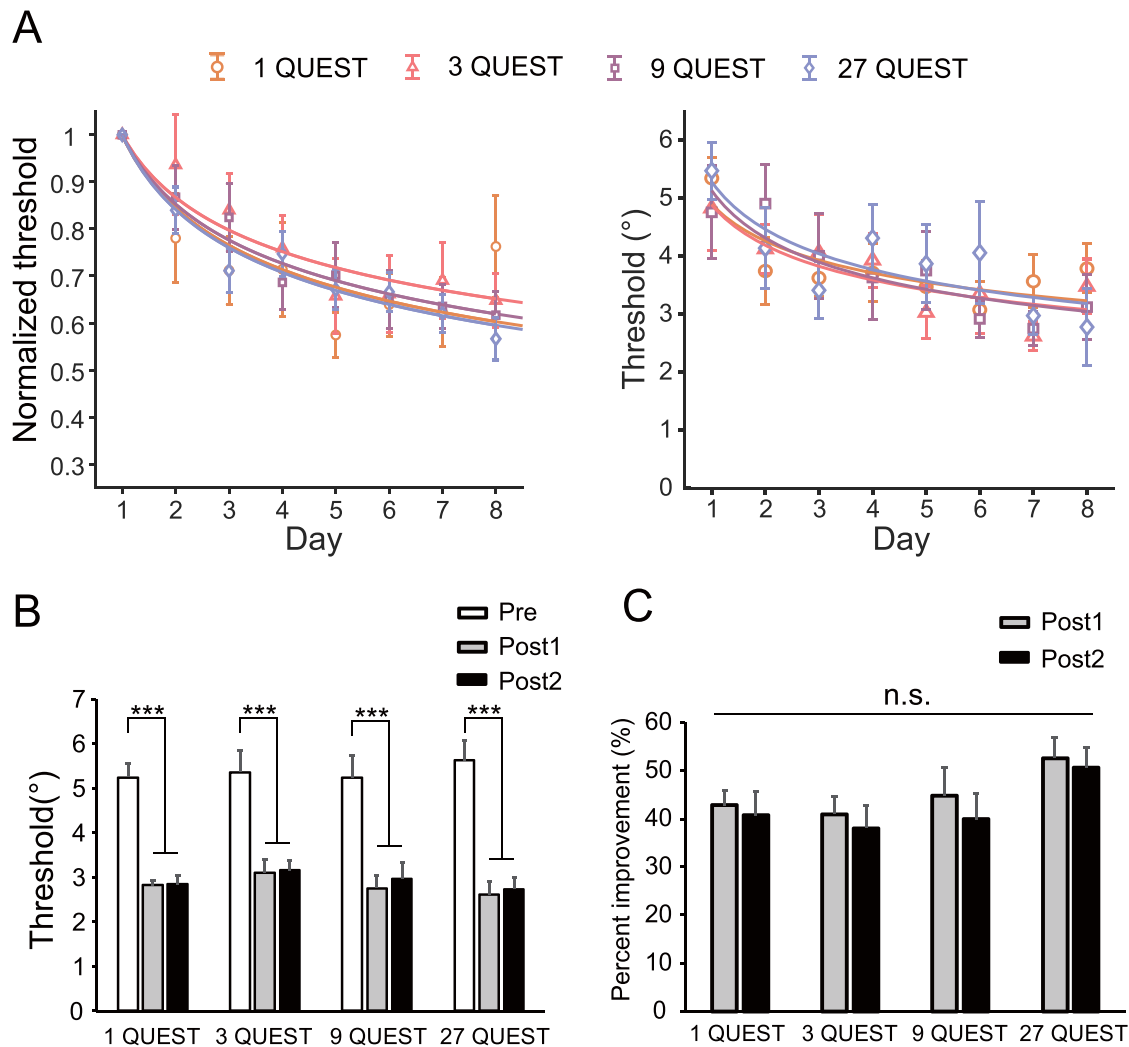 A
1 QUEST 3 QUEST 9 QUEST 27 QUEST
Normalized threshold
1
0.9
0.8
0.7
0.6
0.5
0.4
0.3
1 2 3 4 5 6 7 8
Day
Threshold (°)
6
5
4
3
2
1
0
1 2 3 4 5 6 7 8
Day
B
Pre
Post1
Post2
Threshold(°)
7
6
5
4
3
2
1
0
*** *** *** ***
1 QUEST 3 QUEST 9 QUEST 27 QUEST
C
Post1
Post2
n.s.
Percent improvement (%)
60
50
40
30
20
10
0
1 QUEST 3 QUEST 9 QUEST 27 QUEST